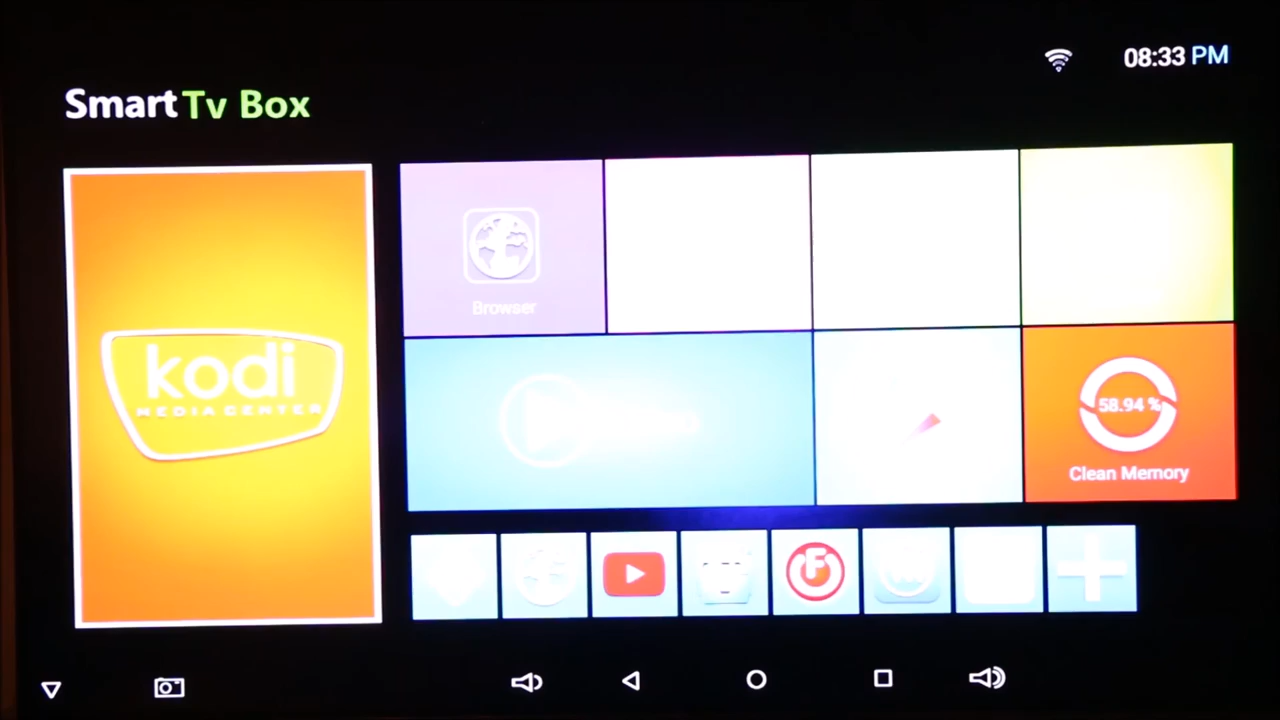 08:33 PM
Smart Tv Box
kodi
MEDIA CENTER
Browser
58.94 %
Clean Memory
F